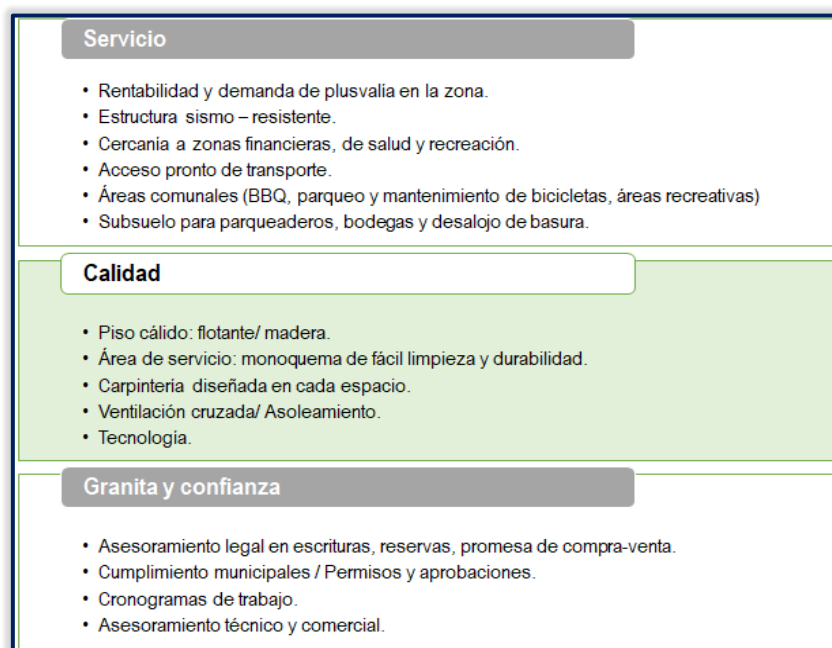 Servicio
• Rentabilidad y demanda de plusvalía en la zona.
• Estructura sismo – resistente.
• Cercanía a zonas financieras, de salud y recreación.
• Acceso pronto de transporte.
• Áreas comunales (BBQ, parqueo y mantenimiento de bicicletas, áreas recreativas)
• Subsuelo para parqueaderos, bodegas y desalojo de basura.
Calidad
• Piso cálido: flotante/ madera.
• Área de servicio: monoquema de fácil limpieza y durabilidad.
• Carpintería diseñada en cada espacio.
• Ventilación cruzada/ Asoleamiento.
• Tecnología.
Granita y confianza
• Asesoramiento legal en escrituras, reservas, promesa de compra-venta.
• Cumplimiento municipales / Permisos y aprobaciones.
• Cronogramas de trabajo.
• Asesoramiento técnico y comercial.